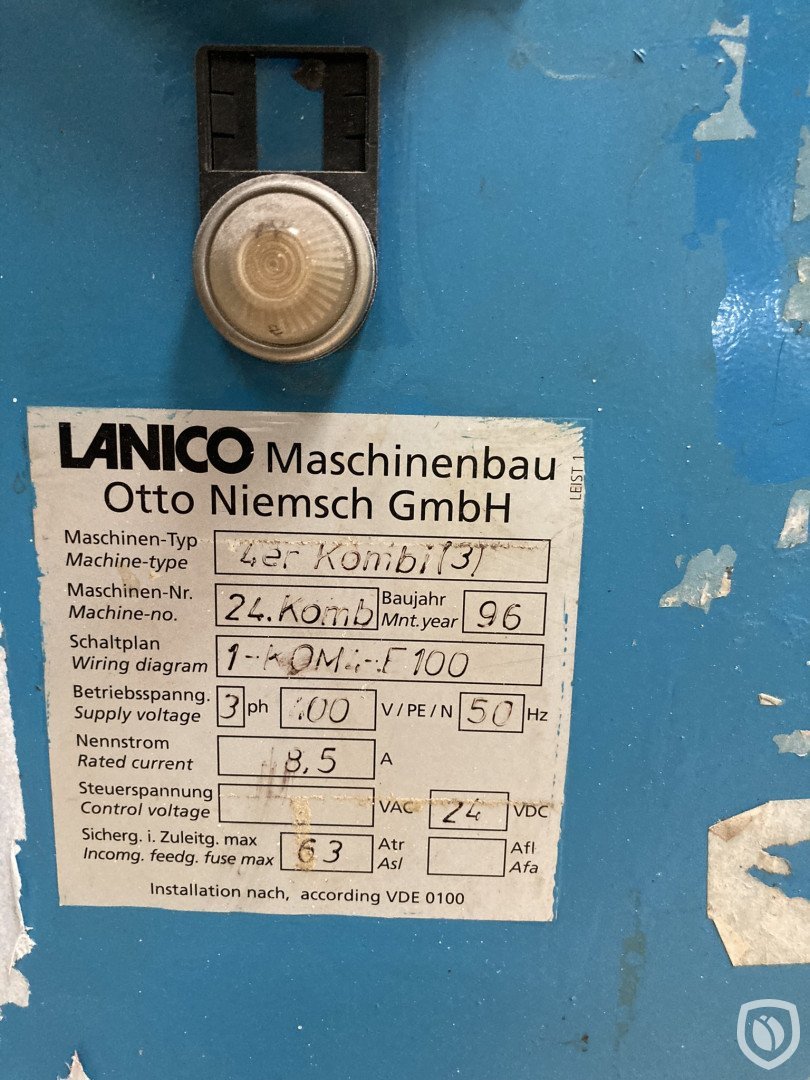 LANICO Maschinenbau
Otto Niemsch GmbH
LEIST 1
Maschinen-Typ
Machine-type
4er Kombi(3)
Maschinen-Nr.
Machine-no.
24.Komb
Baujahr
Mnt.year
96
Schaltplan
Wiring diagram
Betriebsspanng.
Supply voltage
3 ph
V / PE / N 50 Hz
Nennstrom
Rated current
8,5 A
Steuerspannung
Control voltage
VAC 24 VDC
Sicherg. i. Zuleitg. max
Incomg. feedg. fuse max
63
Atr
Asl
Afl
Afa
Installation nach, according VDE 0100